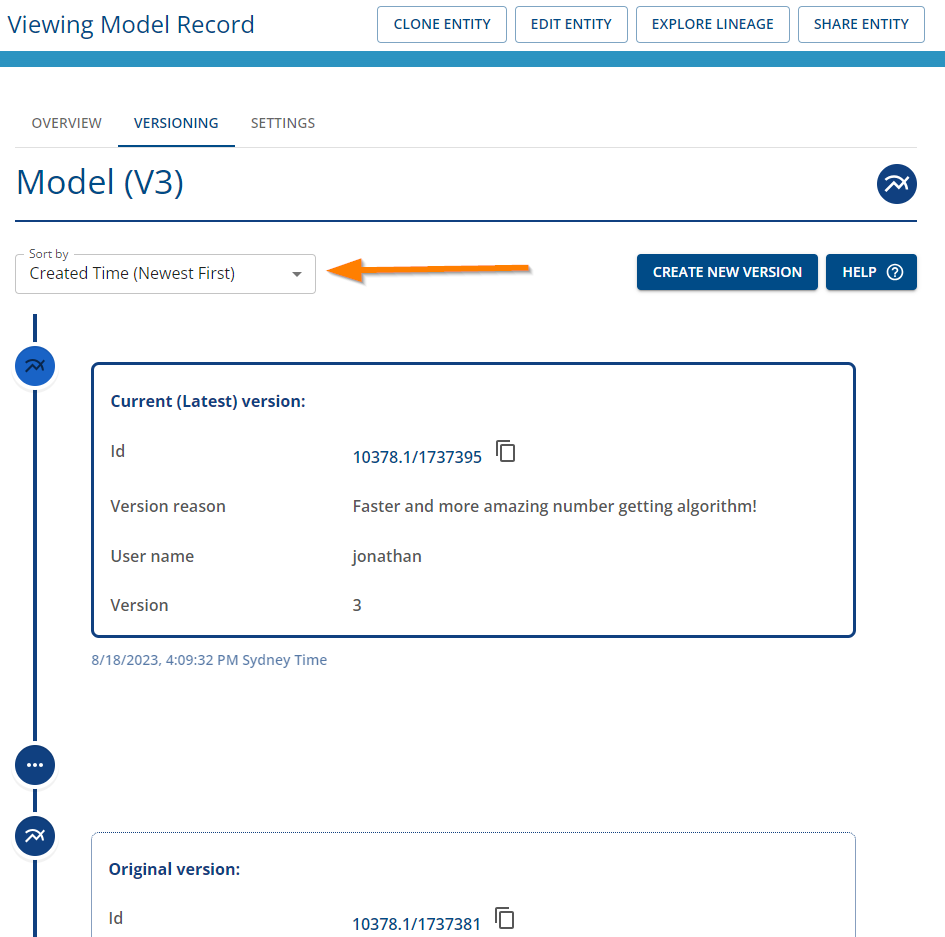 Viewing Model Record
CLONE ENTITY
EDIT ENTITY
EXPLORE LINEAGE
SHARE ENTITY
OVERVIEW
VERSIONING
SETTINGS
Model (V3)
Sort by
Created Time (Newest First)
CREATE NEW VERSION
HELP
Current (Latest) version:
Id 10378.1/1737395
Version reason Faster and more amazing number getting algorithm!
User name jonathan
Version 3
8/18/2023, 4:09:32 PM Sydney Time
Original version:
Id 10378.1/1737381